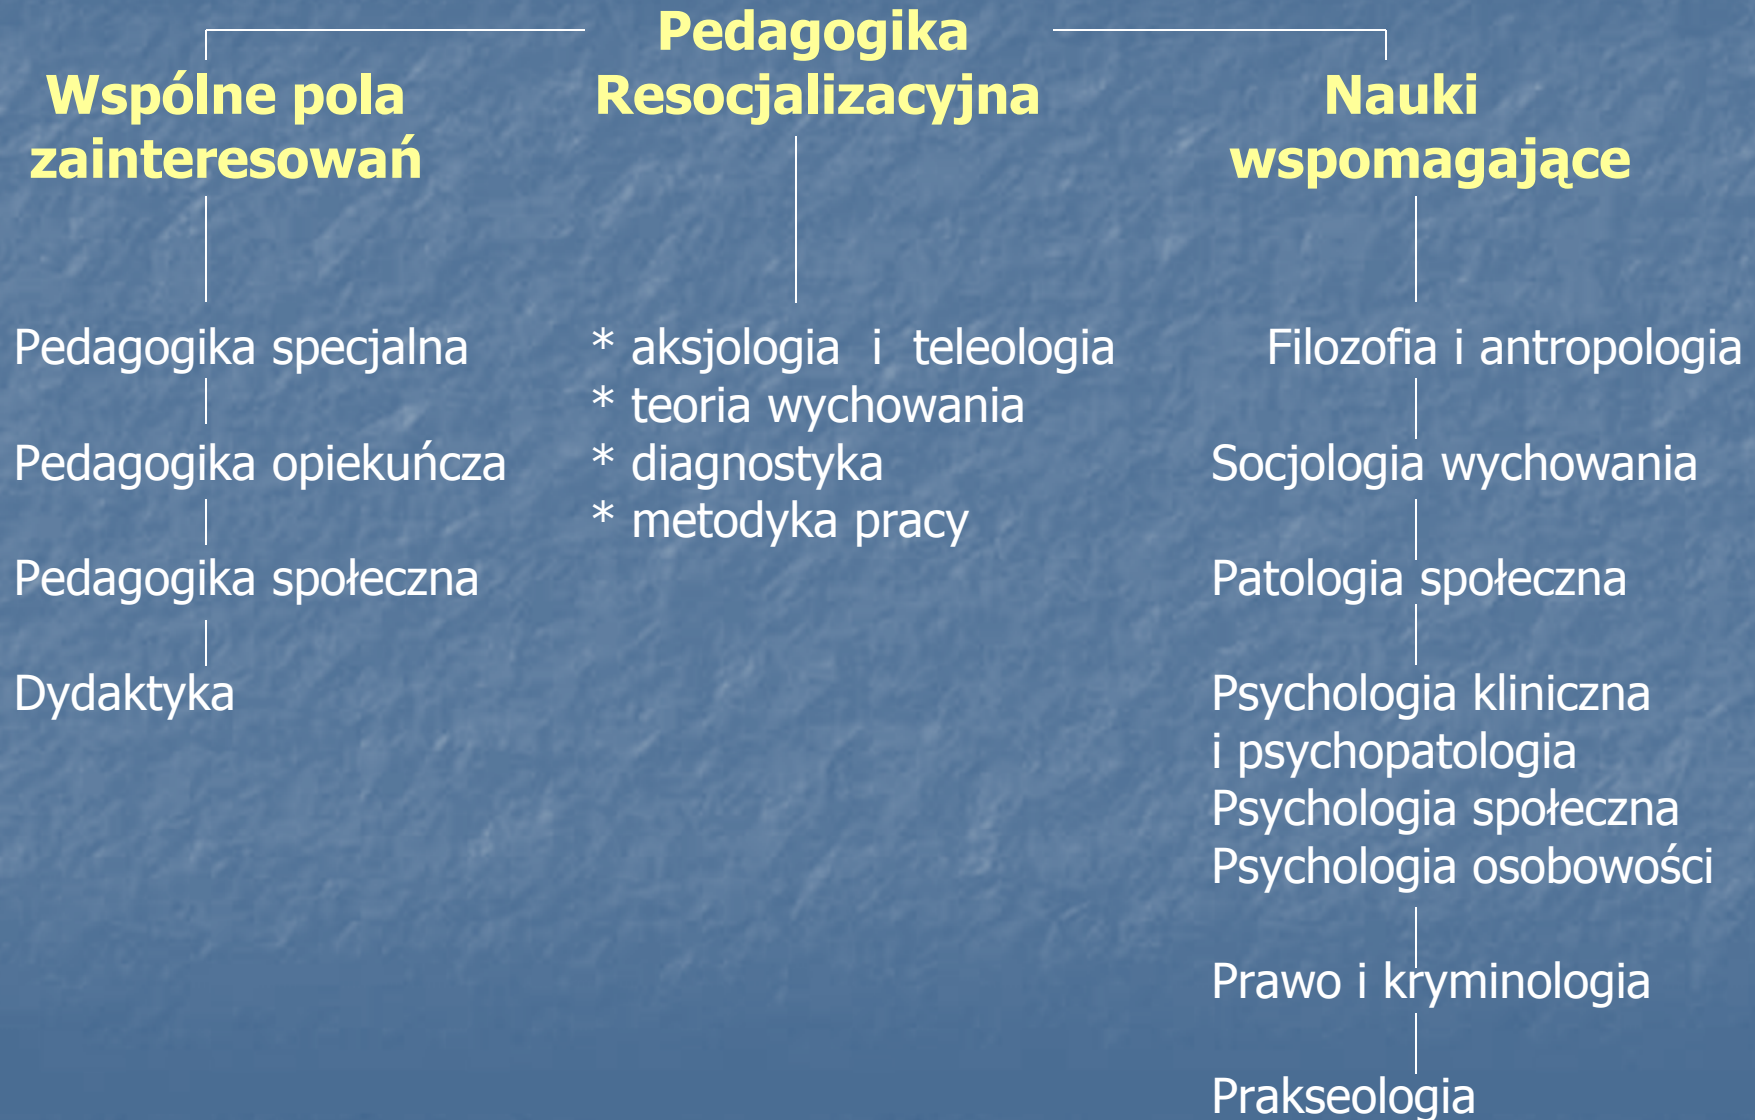 Pedagogika
Resocjalizacyjna
Wspólne pola
zainteresowań
Pedagogika specjalna
Pedagogika opiekuńcza
Pedagogika społeczna
Dydaktyka
* aksjologia i teleologia
* teoria wychowania
* diagnostyka
* metodyka pracy
Nauki
wspomagające
Filozofia i antropologia
Socjologia wychowania
Patologia społeczna
Psychologia kliniczna
i psychopatologia
Psychologia społeczna
Psychologia osobowości
Prawo i kryminologia
Prakseologia